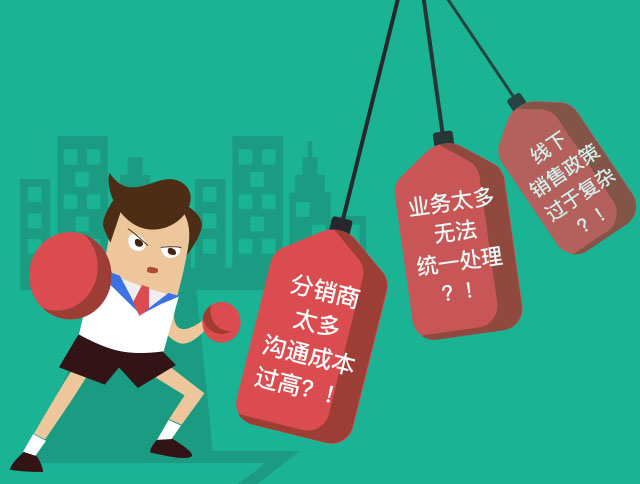 分销商
太多
沟通成本
过高？！
业务太多
无法
统一处理
？！
线下
销售政策
过于复杂
？！